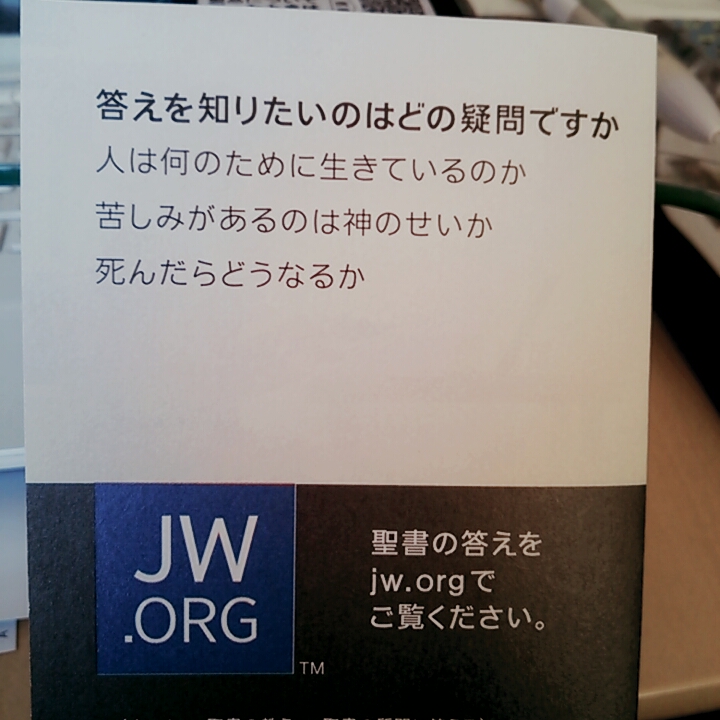 答えを知りたいのはどの疑問ですか
人は何のために生きているのか
苦しみがあるのは神のせいか
死んだらどうなるか
JW
.ORG
TM
聖書の答えを
jw.orgで
ご覧ください。